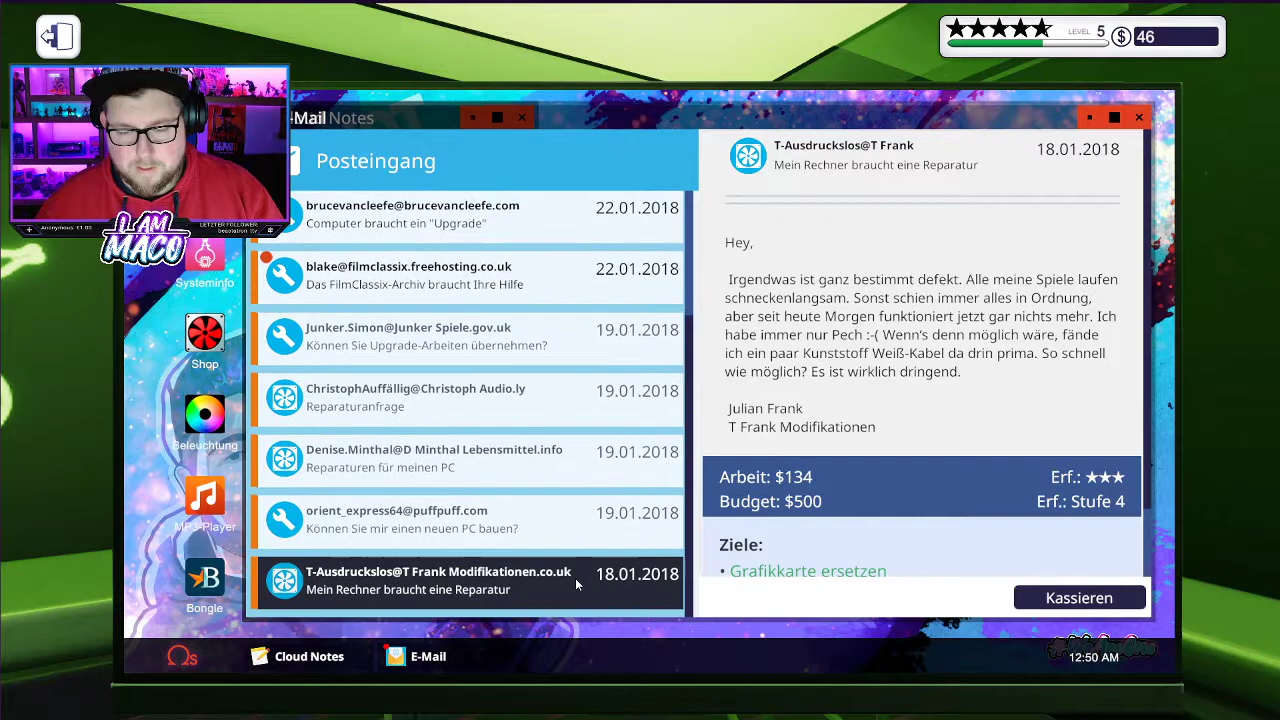 LEVEL 5 $ 46
-Mail Notes
Posteingang
brucevancleefe@brucevancleefe.com 22.01.2018
Computer braucht ein "Upgrade"
blake@filmclassix.freehosting.co.uk 22.01.2018
Das FilmClassix-Archiv braucht Ihre Hilfe
Junker.Simon@Junker Spiele.gov.uk 19.01.2018
Können Sie Upgrade-Arbeiten übernehmen?
ChristophAuffällig@Christoph Audio.ly 19.01.2018
Reparaturanfrage
Denise.Minthal@D Minthal Lebensmittel.info 19.01.2018
Reparaturen für meinen PC
orient_express64@puffpuff.com 19.01.2018
Können Sie mir einen neuen PC bauen?
T-Ausdruckslos@T Frank Modifikationen.co.uk 18.01.2018
Mein Rechner braucht eine Reparatur
T-Ausdruckslos@T Frank 18.01.2018
Mein Rechner braucht eine Reparatur
Hey,
Irgendwas ist ganz bestimmt defekt. Alle meine Spiele laufen
schneckenlangsam. Sonst schien immer alles in Ordnung,
aber seit heute Morgen funktioniert jetzt gar nichts mehr. Ich
habe immer nur Pech :-( Wenn's denn möglich wäre, fände
ich ein paar Kunststoff Weiß-Kabel da drin prima. So schnell
wie möglich? Es ist wirklich dringend.
Julian Frank
T Frank Modifikationen
Arbeit: $134 Erf.: ★★★
Budget: $500 Erf.: Stufe 4
Ziele:
• Grafikkarte ersetzen
Kassieren
Anonymous: €1.00
LETZTER FOLLOWER
I AM
MACO
Systeminfo
Shop
Beleuchtung
MP3-Player
Bongle
Ωs Cloud Notes E-Mail
12:50 AM